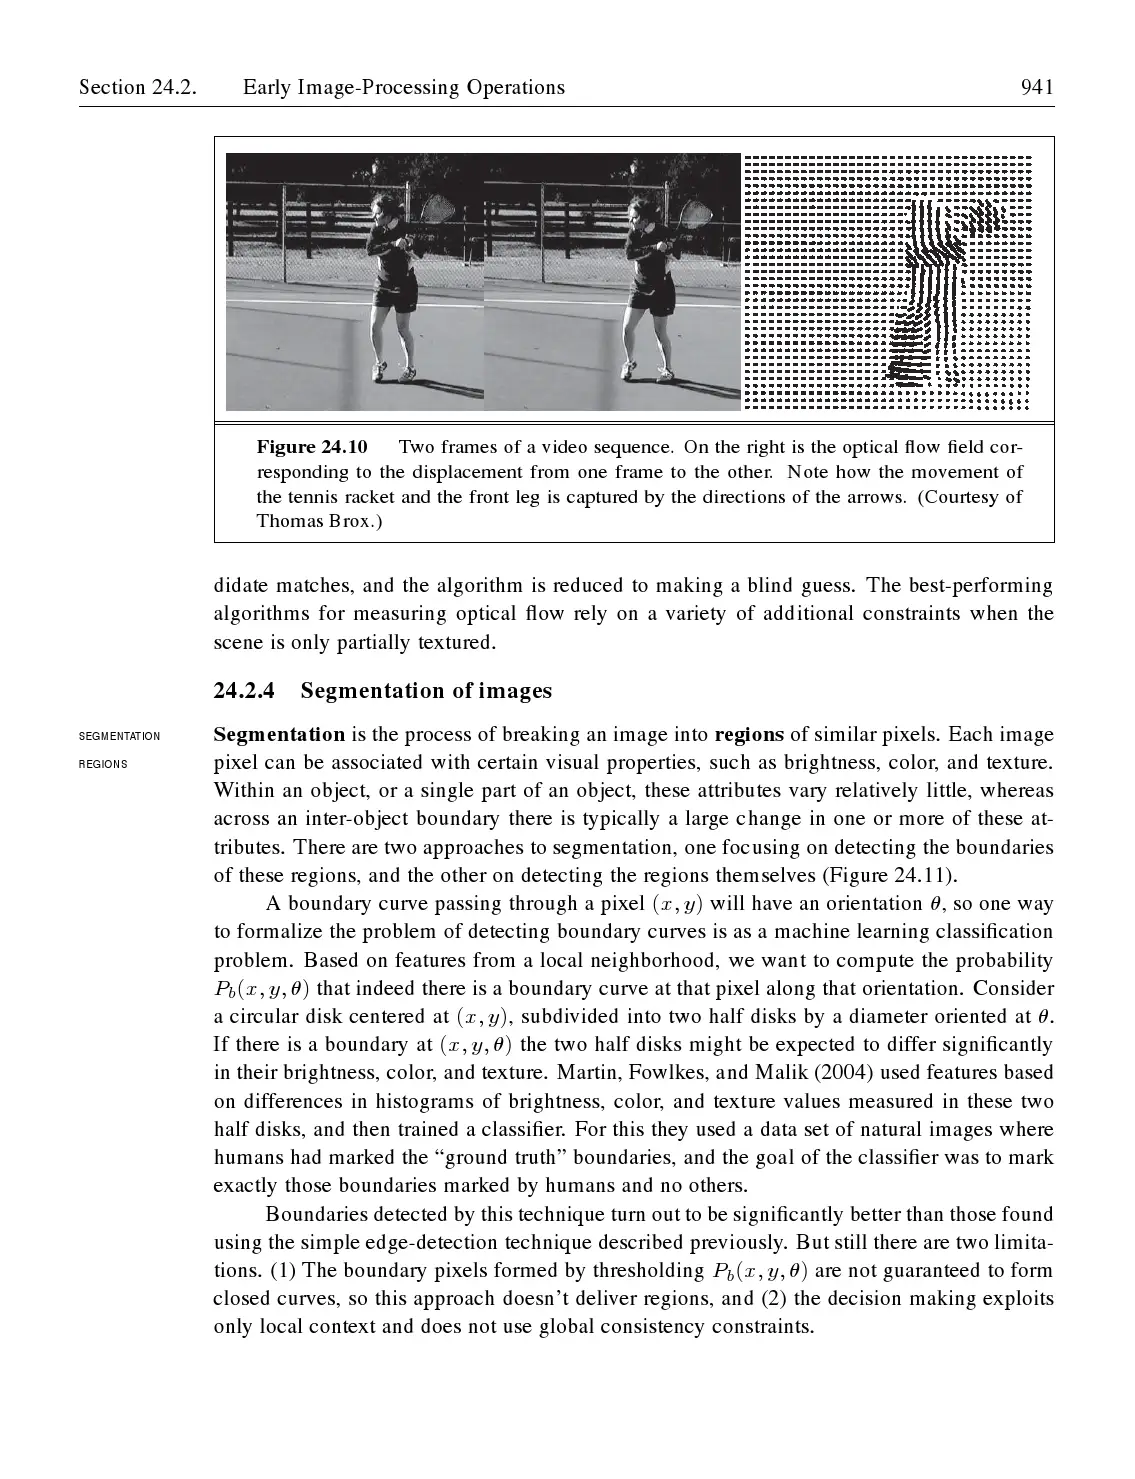 Section 24.2. Early Image-Processing Operations 941
Figure 24.10 Two frames of a video sequence. On the right is the optical flow field cor-
responding to the displacement from one frame to the other. Note how the movement of
the tennis racket and the front leg is captured by the directions of the arrows. (Courtesy of
Thomas Brox.)
didate matches, and the algorithm is reduced to making a blind guess. The best-performing
algorithms for measuring optical flow rely on a variety of additional constraints when the
scene is only partially textured.
24.2.4 Segmentation of images
SEGMENTATION
Segmentation is the process of breaking an image into regions of similar pixels. Each image
REGIONS
pixel can be associated with certain visual properties, such as brightness, color, and texture.
Within an object, or a single part of an object, these attributes vary relatively little, whereas
across an inter-object boundary there is typically a large change in one or more of these at-
tributes. There are two approaches to segmentation, one focusing on detecting the boundaries
of these regions, and the other on detecting the regions themselves (Figure 24.11).
A boundary curve passing through a pixel (x, y) will have an orientation θ, so one way
to formalize the problem of detecting boundary curves is as a machine learning classification
problem. Based on features from a local neighborhood, we want to compute the probability
P_b(x, y, θ) that indeed there is a boundary curve at that pixel along that orientation. Consider
a circular disk centered at (x, y), subdivided into two half disks by a diameter oriented at θ.
If there is a boundary at (x, y, θ) the two half disks might be expected to differ significantly
in their brightness, color, and texture. Martin, Fowlkes, and Malik (2004) used features based
on differences in histograms of brightness, color, and texture values measured in these two
half disks, and then trained a classifier. For this they used a data set of natural images where
humans had marked the “ground truth” boundaries, and the goal of the classifier was to mark
exactly those boundaries marked by humans and no others.
Boundaries detected by this technique turn out to be significantly better than those found
using the simple edge-detection technique described previously. But still there are two limita-
tions. (1) The boundary pixels formed by thresholding P_b(x, y, θ) are not guaranteed to form
closed curves, so this approach doesn’t deliver regions, and (2) the decision making exploits
only local context and does not use global consistency constraints.